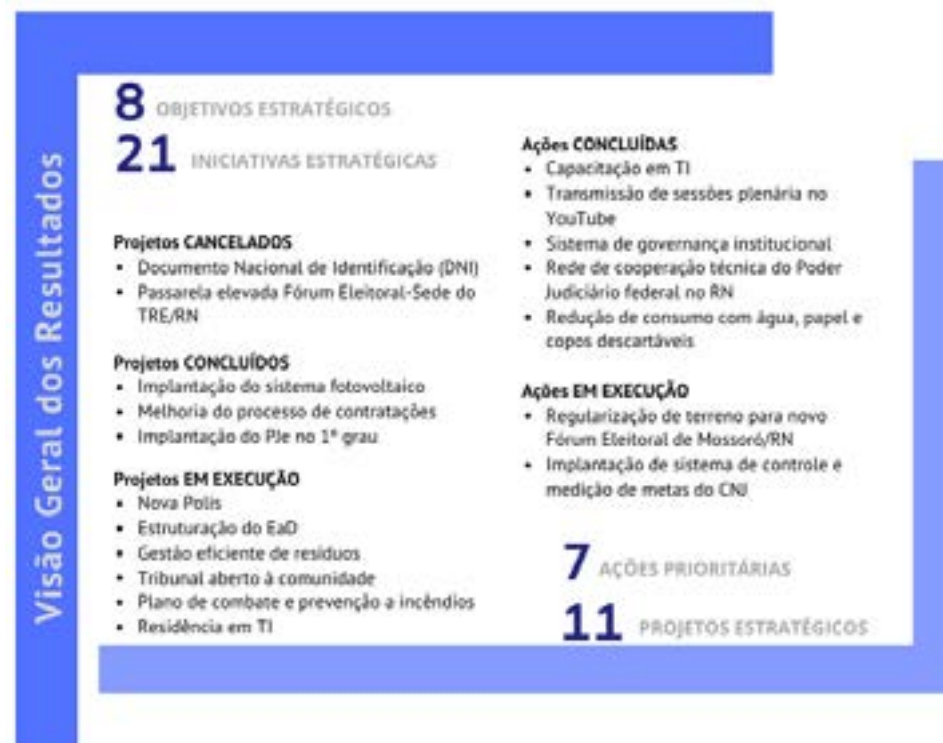 Visão Geral dos Resultados
8 OBJETIVOS ESTRATÉGICOS
21 INICIATIVAS ESTRATÉGICAS
Projetos CANCELADOS
• Documento Nacional de Identificação (DNI)
• Passarela elevada Fórum Eleitoral-Sede do
TRE/RN
Projetos CONCLUÍDOS
• Implantação do sistema fotovoltaico
• Melhoria do processo de contratações
• Implantação do PJe no 1º grau
Projetos EM EXECUÇÃO
• Nova Polis
• Estruturação do EaD
• Gestão eficiente de resíduos
• Tribunal aberto à comunidade
• Plano de combate e prevenção a incêndios
• Residência em TI
Ações CONCLUÍDAS
• Capacitação em TI
• Transmissão de sessões plenária no
YouTube
• Sistema de governança institucional
• Rede de cooperação técnica do Poder
Judiciário federal no RN
• Redução de consumo com água, papel e
copos descartáveis
Ações EM EXECUÇÃO
• Regularização de terreno para novo
Fórum Eleitoral de Mossoró/RN
• Implantação de sistema de controle e
medição de metas do CNJ
7 AÇÕES PRIORITÁRIAS
11 PROJETOS ESTRATÉGICOS